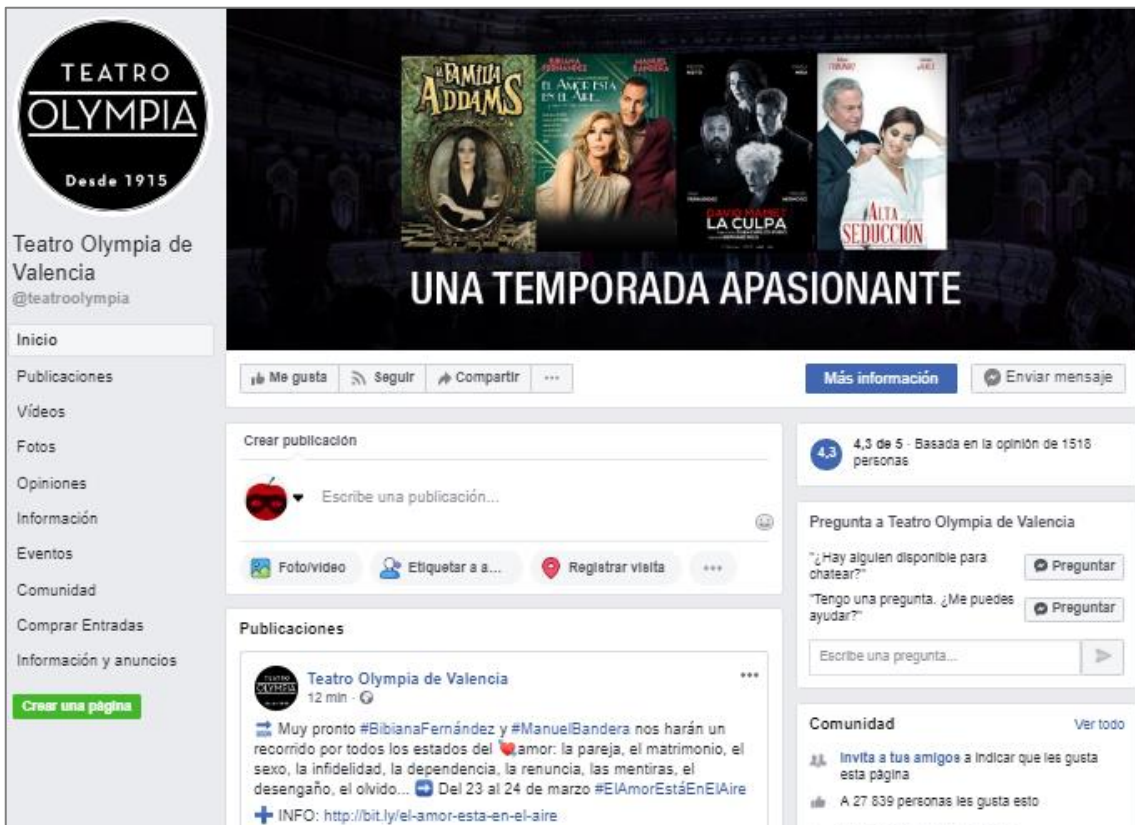 TEATRO
OLYMPIA
Desde 1915
Teatro Olympia de
Valencia
@teatroolympia
Inicio
Publicaciones
Vídeos
Fotos
Opiniones
Información
Eventos
Comunidad
Comprar Entradas
Información y anuncios
Crear una página
LA FAMILIA
ADDAMS
BIBIANA FERNÁNDEZ
MANUEL BANDERA
EL AMOR ESTÁ
EN EL AIRE...
DAVID MAMET
LA CULPA
ALTA
SEDUCCIÓN
UNA TEMPORADA APASIONANTE
Me gusta
Seguir
Compartir
Más información
Enviar mensaje
Crear publicación
Escribe una publicación...
Foto/vídeo
Etiquetar a a...
Registrar visita
Publicaciones
TEATRO
OLYMPIA
Teatro Olympia de Valencia
12 min
Muy pronto #BibianaFernández y #ManuelBandera nos harán un
recorrido por todos los estados del amor: la pareja, el matrimonio, el
sexo, la infidelidad, la dependencia, la renuncia, las mentiras, el
desengaño, el olvido... Del 23 al 24 de marzo #ElAmorEstáEnElAire
INFO: http://bit.ly/el-amor-esta-en-el-aire
4,3
4,3 de 5 · Basada en la opinión de 1518
personas
Pregunta a Teatro Olympia de Valencia
"¿Hay alguien disponible para
chatear?"
Preguntar
"Tengo una pregunta. ¿Me puedes
ayudar?"
Preguntar
Escribe una pregunta...
Comunidad
Ver todo
Invita a tus amigos a indicar que les gusta
esta página
A 27 839 personas les gusta esto